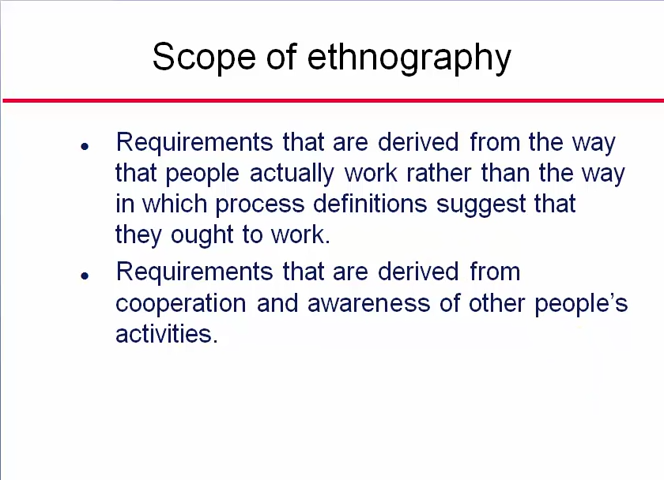 Scope of ethnography
● Requirements that are derived from the way
that people actually work rather than the way
in which process definitions suggest that
they ought to work.
● Requirements that are derived from
cooperation and awareness of other people's
activities.